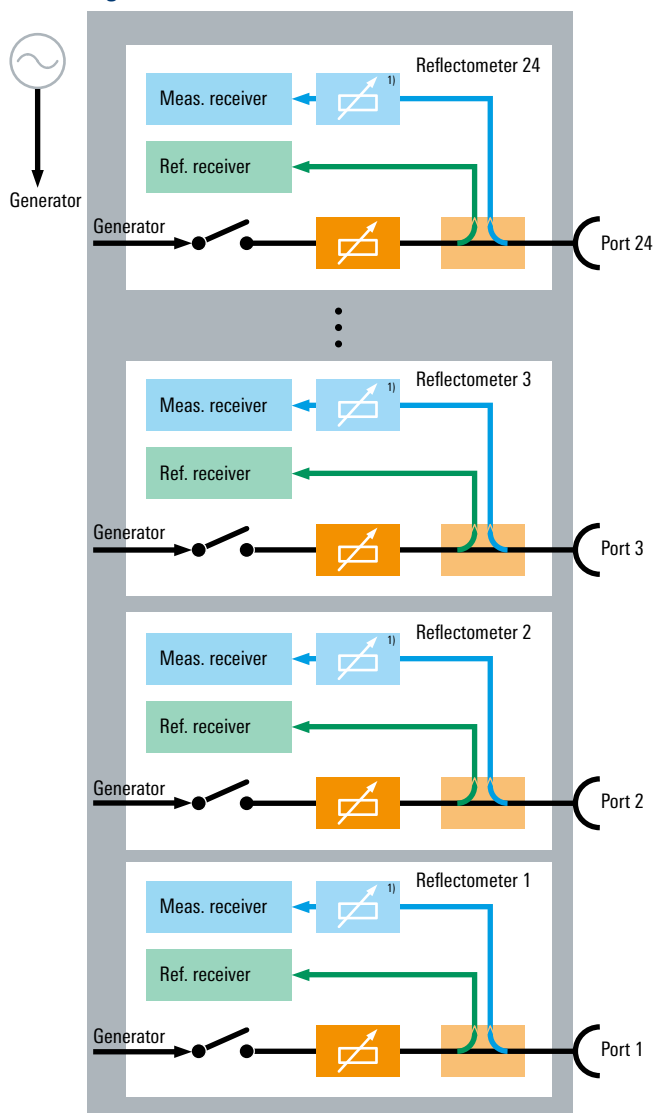 Reflectometer 24
Meas. receiver
1)
Ref. receiver
Generator
Generator
Port 24
Reflectometer 3
Meas. receiver
1)
Ref. receiver
Generator
Port 3
Reflectometer 2
Meas. receiver
1)
Ref. receiver
Generator
Port 2
Reflectometer 1
Meas. receiver
1)
Ref. receiver
Generator
Port 1